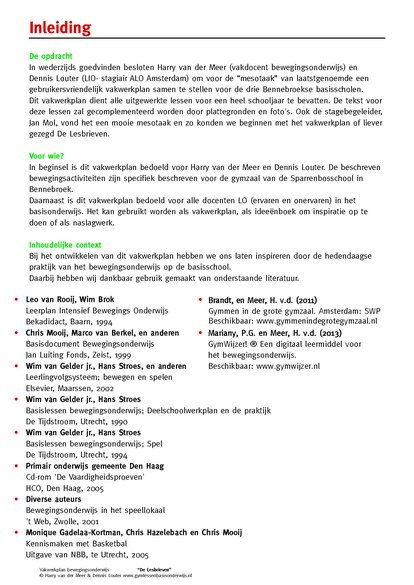 Inleiding
De opdracht
In wederzijds goedvinden besloten Harry van der Meer (vakdocent bewegingsonderwijs) en
Dennis Louter (LIO- stagiair ALO Amsterdam) om voor de "mesotaak" van laatstgenoemde een
gebruikersvriendelijk vakwerkplan samen te stellen voor de drie Bennebroekse basisscholen.
Dit vakwerkplan dient alle uitgewerkte lessen voor een heel schooljaar te bevatten. De tekst voor
deze lessen zal gecomplementeerd worden door plattegronden en foto's. Ook de stagebegeleider,
Jan Mol, vond het een mooie mesotaak en zo konden we beginnen met het vakwerkplan of liever
gezegd De Lesbrieven.
Voor wie?
In beginsel is dit vakwerkplan bedoeld voor Harry van der Meer en Dennis Louter. De beschreven
bewegingsactiviteiten zijn specifiek beschreven voor de gymzaal van de Sparrenbosschool in
Bennebroek.
Daarnaast is dit vakwerkplan bedoeld voor alle docenten LO (ervaren en onervaren) in het
basisonderwijs. Het kan gebruikt worden als vakwerkplan, als ideeënboek om inspiratie op te
doen of als naslagwerk.
Inhoudelijke context
Bij het ontwikkelen van dit vakwerkplan hebben we ons laten inspireren door de hedendaagse
praktijk van het bewegingsonderwijs op de basisschool.
Daarbij hebben wij dankbaar gebruik gemaakt van onderstaande literatuur.
• Leo van Rooij, Wim Brok
Leerplan Intensief Bewegings Onderwijs
Bekadidact, Baarn, 1994
• Chris Mooij, Marco van Berkel, en anderen
Basisdocument Bewegingsonderwijs
Jan Luiting Fonds, Zeist, 1999
• Wim van Gelder jr., Hans Stroes, en anderen
Leerlingvolgsysteem; bewegen en spelen
Elsevier, Maarssen, 2002
• Wim van Gelder jr., Hans Stroes
Basislessen bewegingsonderwijs; Deelschoolwerkplan en de praktijk
De Tijdstroom, 1990
• Wim van Gelder jr., Hans Stroes
Basislessen bewegingsonderwijs; Spel
De Tijdstroom, Utrecht, 1994
• Primair onderwijs gemeente Den Haag
Cd-rom 'De Vaardigheidsproeven'
HCO, Den Haag, 2005
• Diverse auteurs
Bewegingsonderwijs in het speellokaal
't Web, Zwolle, 2001
• Monique Gadelaa-Kortman, Chris Hazelebach en Chris Mooij
Kennismaken met Basketbal
Uitgave van NBB, te Utrecht, 2005
• Brandt, en Meer, H. v.d. (2011)
Gymmen in de grote gymzaal. Amsterdam: SWP
Beschikbaar: www.gymmenindegrotegymzaal.nl
• Mariany, P.G. en Meer, H. v.d. (2013)
GymWijzer! ® Een digitaal leermiddel voor
het bewegingsonderwijs.
Beschikbaar: www.gymwijzer.nl
Vakwerkplan bewegingsonderwijs "De Lesbrieven"
© Harry van der Meer & Dennis Louter www.gymlessenbasisonderwijs.nl